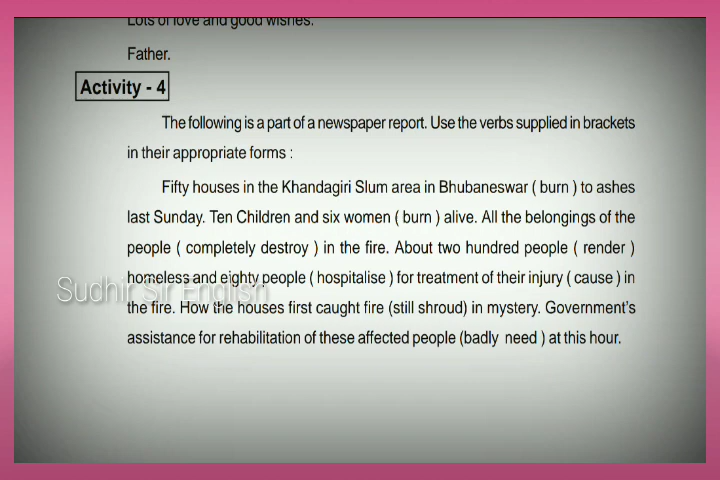 Lots of love and good wishes.
Father.
Activity - 4
The following is a part of a newspaper report. Use the verbs supplied in brackets
in their appropriate forms :
Fifty houses in the Khandagiri Slum area in Bhubaneswar ( burn ) to ashes
last Sunday. Ten Children and six women ( burn ) alive. All the belongings of the
people ( completely destroy ) in the fire. About two hundred people ( render )
homeless and eighty people ( hospitalise ) for treatment of their injury ( cause ) in
Sudhir Sir English
the fire. How the houses first caught fire (still shroud) in mystery. Government's
assistance for rehabilitation of these affected people (badly need ) at this hour.